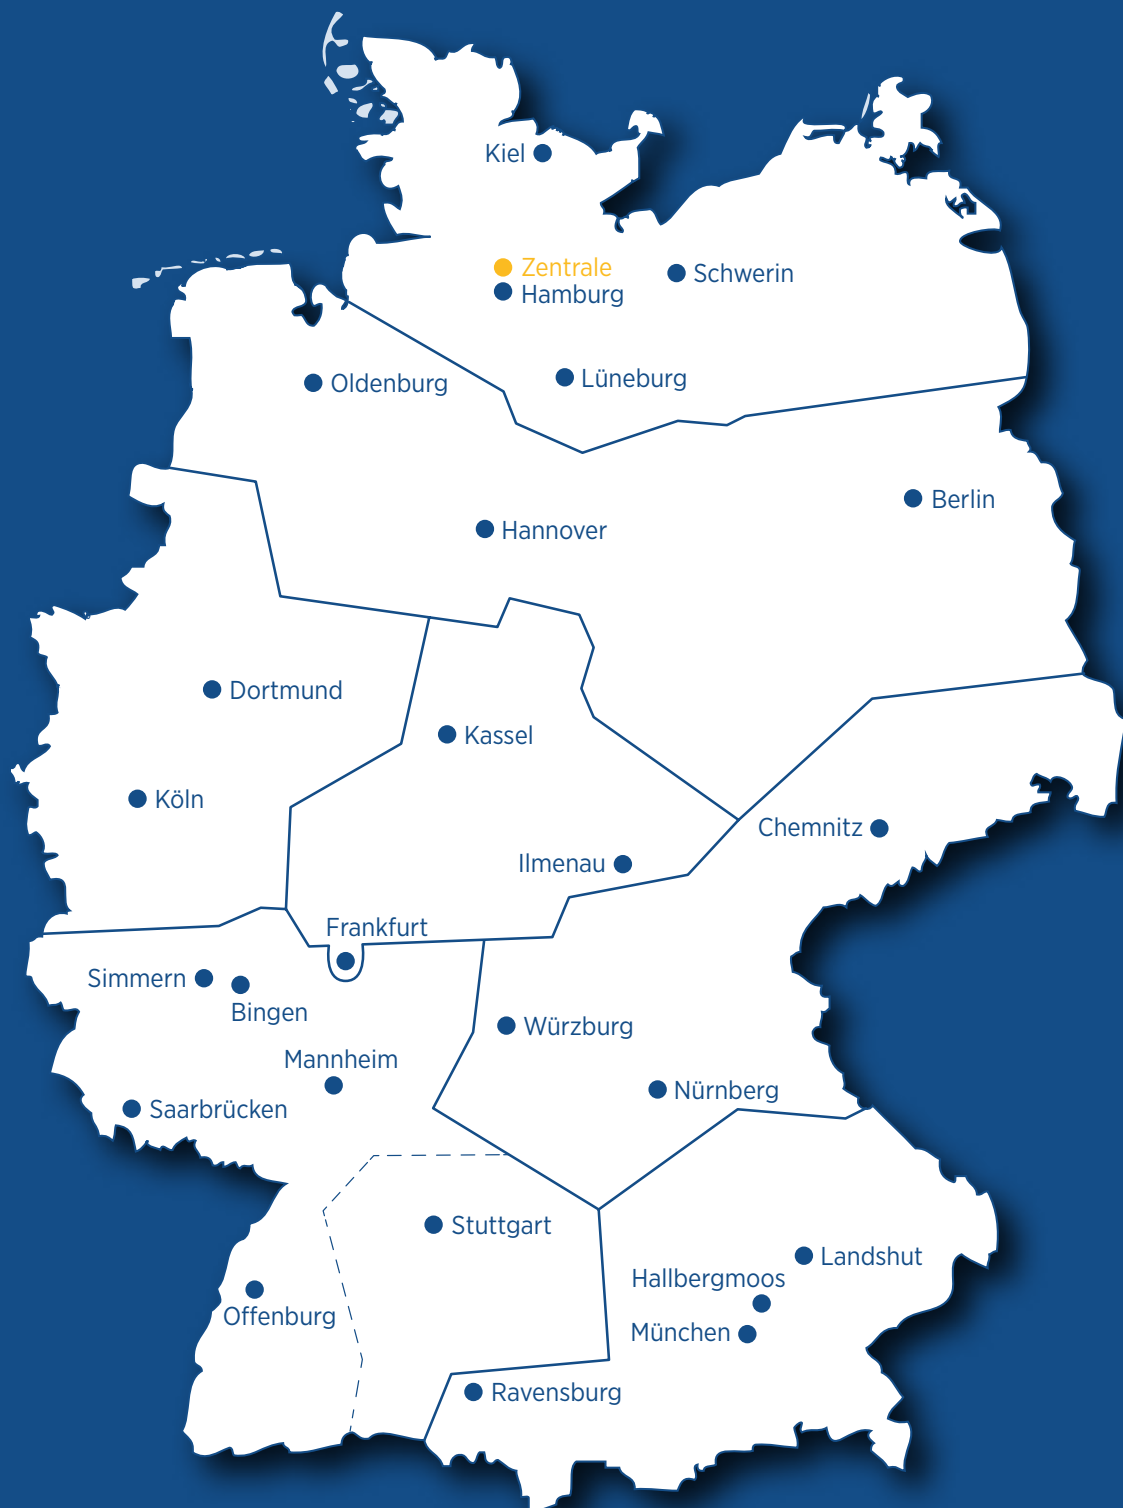 Kiel
Zentrale
Schwerin
Hamburg
Lüneburg
Oldenburg
Berlin
Hannover
Dortmund
Kassel
Köln
Chemnitz
Ilmenau
Frankfurt
Simmern
Bingen
Würzburg
Mannheim
Nürnberg
Saarbrücken
Stuttgart
Landshut
Hallbergmoos
Offenburg
München
Ravensburg